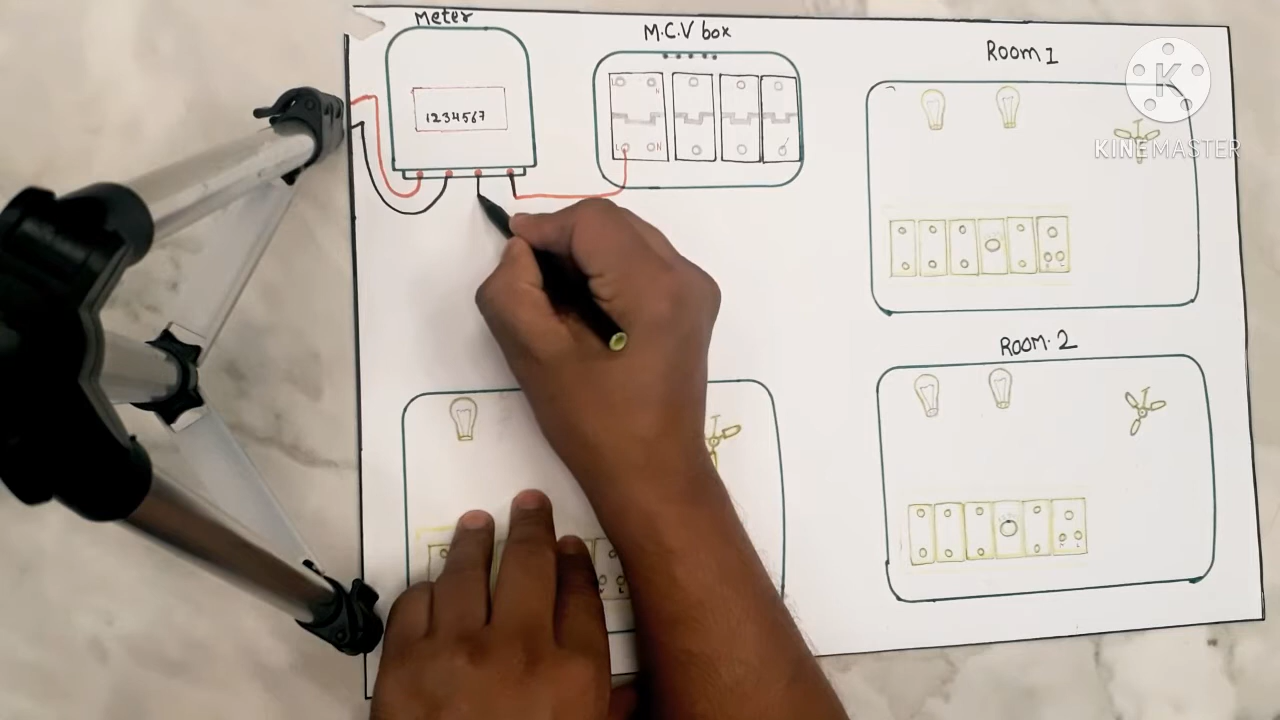 Meter
M.C.V box
Room 1
K
KINEMASTER
1234567
L N
L N
Room.2
L
L